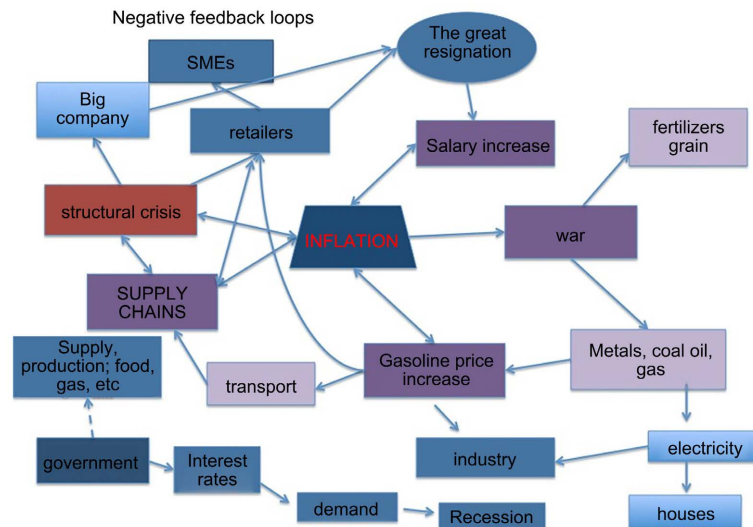 Negative feedback loops
The great
resignation
SMEs
Big
company
retailers
Salary increase
fertilizers
grain
structural crisis
INFLATION
war
SUPPLY
CHAINS
Supply,
production; food,
gas, etc
transport
Gasoline price
increase
Metals, coal oil,
gas
government
Interest
rates
industry
electricity
demand
Recession
houses